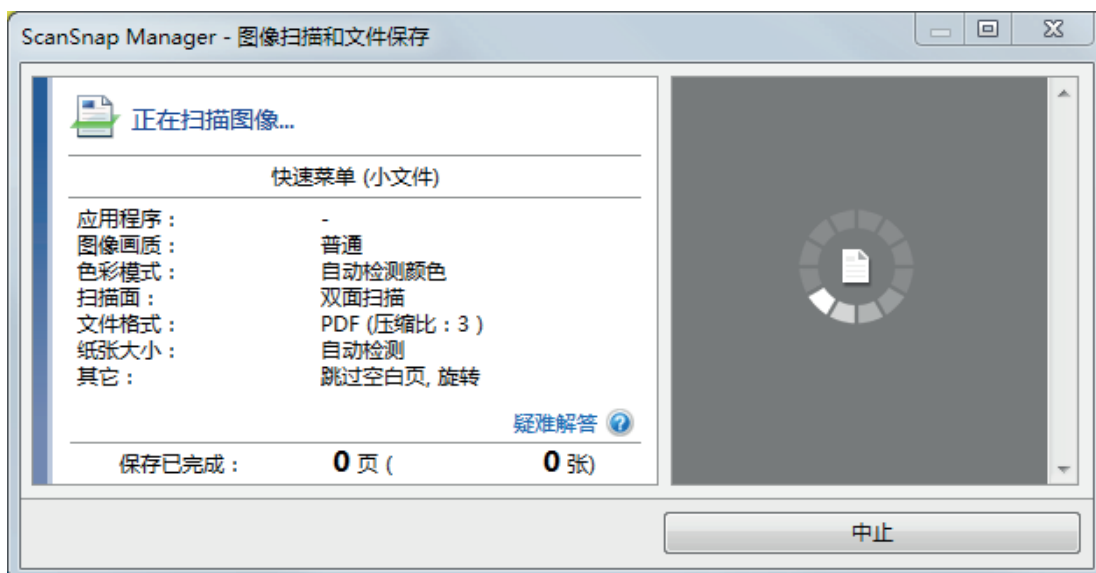 ScanSnap Manager - 图像扫描和文件保存
正在扫描图像...
快速菜单 (小文件)
应用程序： -
图像画质： 普通
色彩模式： 自动检测颜色
扫描面： 双面扫描
文件格式： PDF (压缩比：3 )
纸张大小： 自动检测
其它： 跳过空白页, 旋转
疑难解答
保存已完成： 0 页 ( 0 张)
中止